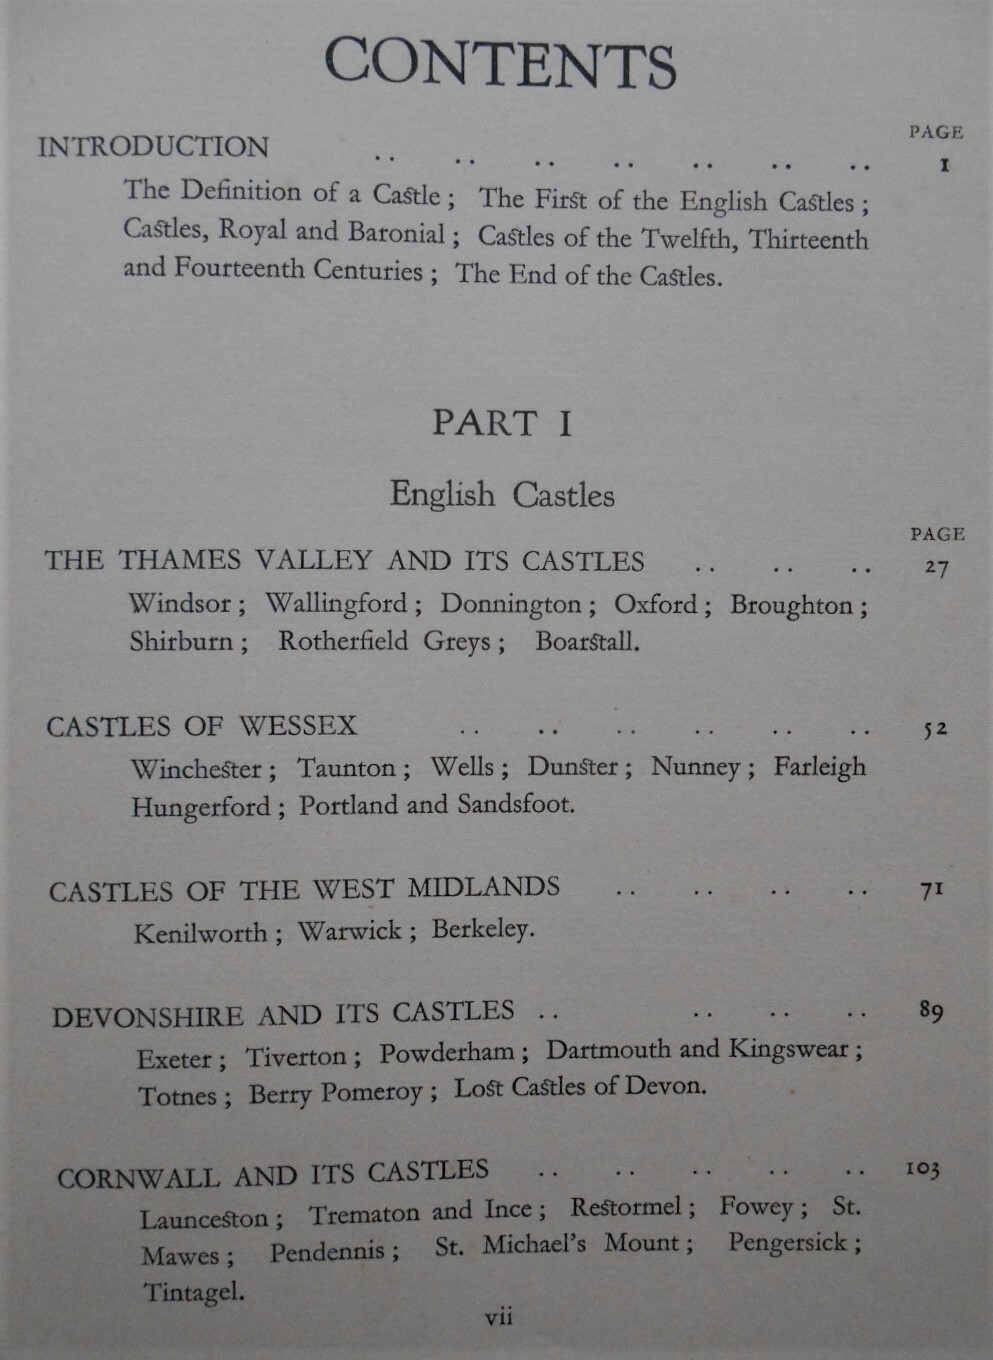 CONTENTS
PAGE
INTRODUCTION .. .. .. .. .. .. .. 1
The Definition of a Castle ; The First of the English Castles ;
Castles, Royal and Baronial ; Castles of the Twelfth, Thirteenth
and Fourteenth Centuries ; The End of the Castles.
PART I
English Castles
PAGE
THE THAMES VALLEY AND ITS CASTLES .. .. .. 27
Windsor ; Wallingford ; Donnington ; Oxford ; Broughton ;
Shirburn ; Rotherfield Greys ; Boarstall.
CASTLES OF WESSEX .. .. .. .. .. .. 52
Winchester ; Taunton ; Wells ; Dunster ; Nunney ; Farleigh
Hungerford ; Portland and Sandsfoot.
CASTLES OF THE WEST MIDLANDS .. .. .. .. 71
Kenilworth ; Warwick ; Berkeley.
DEVONSHIRE AND ITS CASTLES .. .. .. .. 89
Exeter ; Tiverton ; Powderham ; Dartmouth and Kingswear ;
Totnes ; Berry Pomeroy ; Lost Castles of Devon.
CORNWALL AND ITS CASTLES .. .. .. .. .. 103
Launceston ; Trematon and Ince ; Restormel ; Fowey ; St.
Mawes ; Pendennis ; St. Michael's Mount ; Pengersick ;
Tintagel.
vii